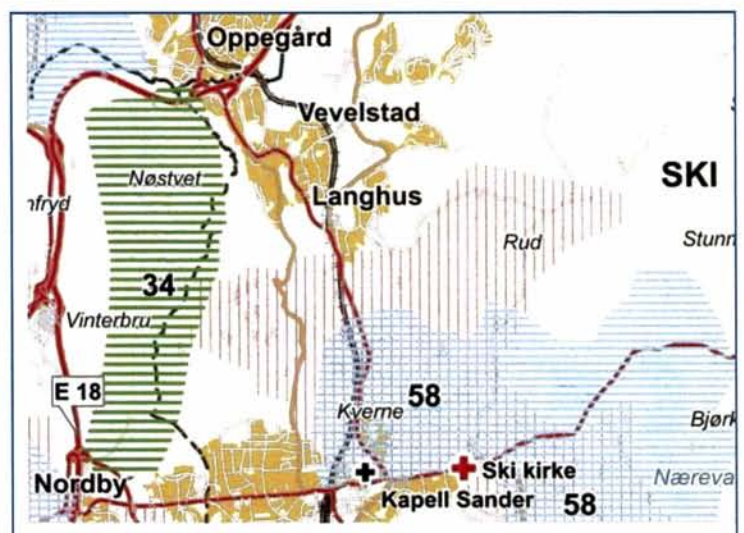 Oppegård
Vevelstad
Nøstvet
Langhus
SKI
nfryd
Rud
Stunn
34
Vinterbru
E 18
58
Kverne
Bjørk
Nordby
Ski kirke
Næreva
Kapell Sander
58